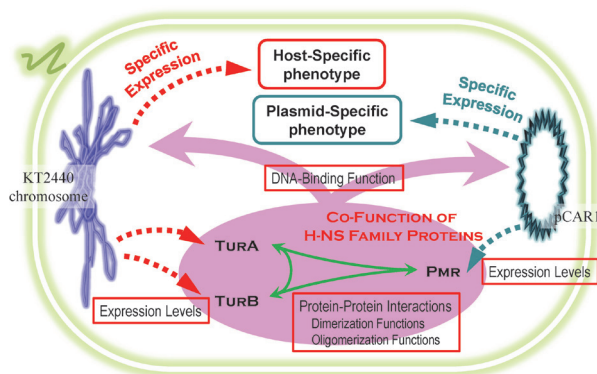 Specific
Expression
Host-Specific
phenotype
Plasmid-Specific
phenotype
Specific
Expression
KT2440
chromosome
DNA-Binding Function
pCAR1
Co-Function of
H-NS Family Proteins
TurA
TurB
Pmr
Expression Levels
Expression Levels
Protein-Protein Interactions
Dimerization Functions
Oligomerization Functions